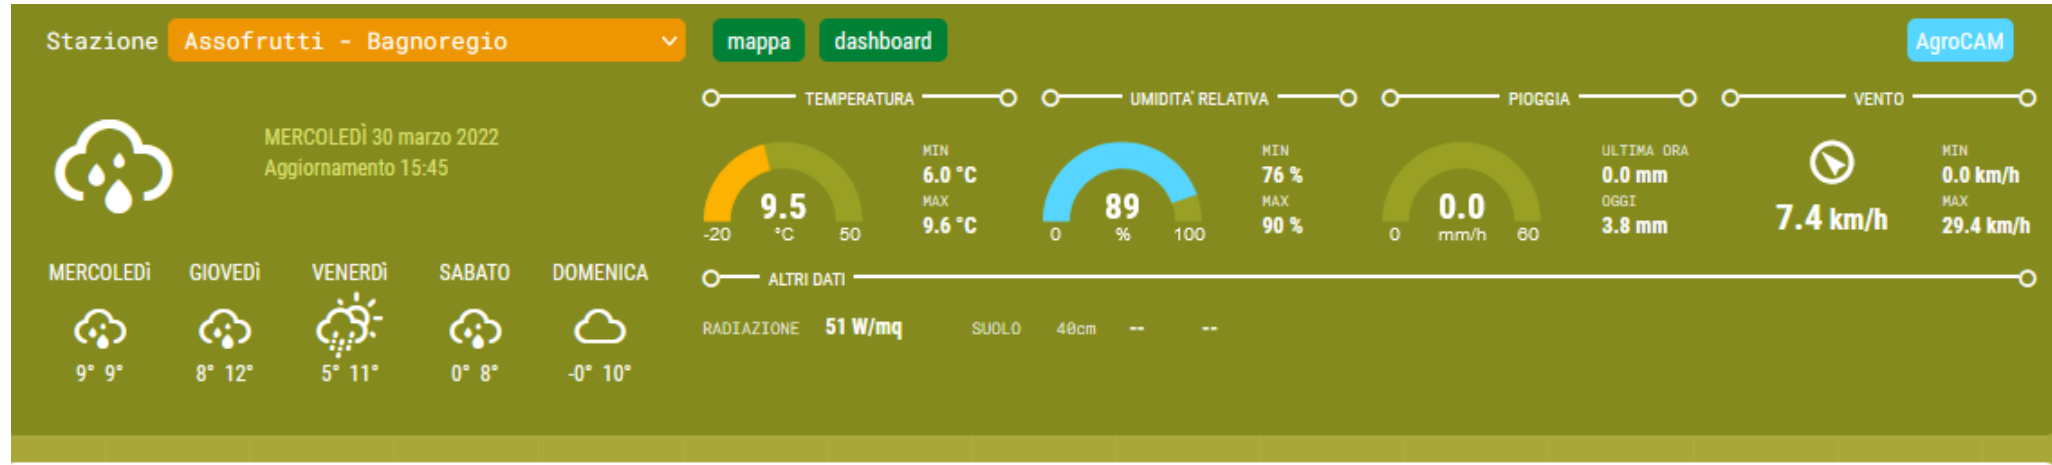 Stazione Assofrutti - Bagnoregio mappa dashboard AgroCAM
MERCOLEDÌ 30 marzo 2022
Aggiornamento 15:45
MERCOLEDÌ GIOVEDÌ VENERDÌ SABATO DOMENICA
9° 9° 8° 12° 5° 11° 0° 8° -0° 10°
TEMPERATURA
9.5
-20 °C 50
MIN
6.0 °C
MAX
9.6 °C
UMIDITA' RELATIVA
89
0 % 100
MIN
76 %
MAX
90 %
PIOGGIA
0.0
0 mm/h 60
ULTIMA ORA
0.0 mm
OGGI
3.8 mm
VENTO
7.4 km/h
MIN
0.0 km/h
MAX
29.4 km/h
ALTRI DATI
RADIAZIONE 51 W/mq SUOLO 40cm -- --